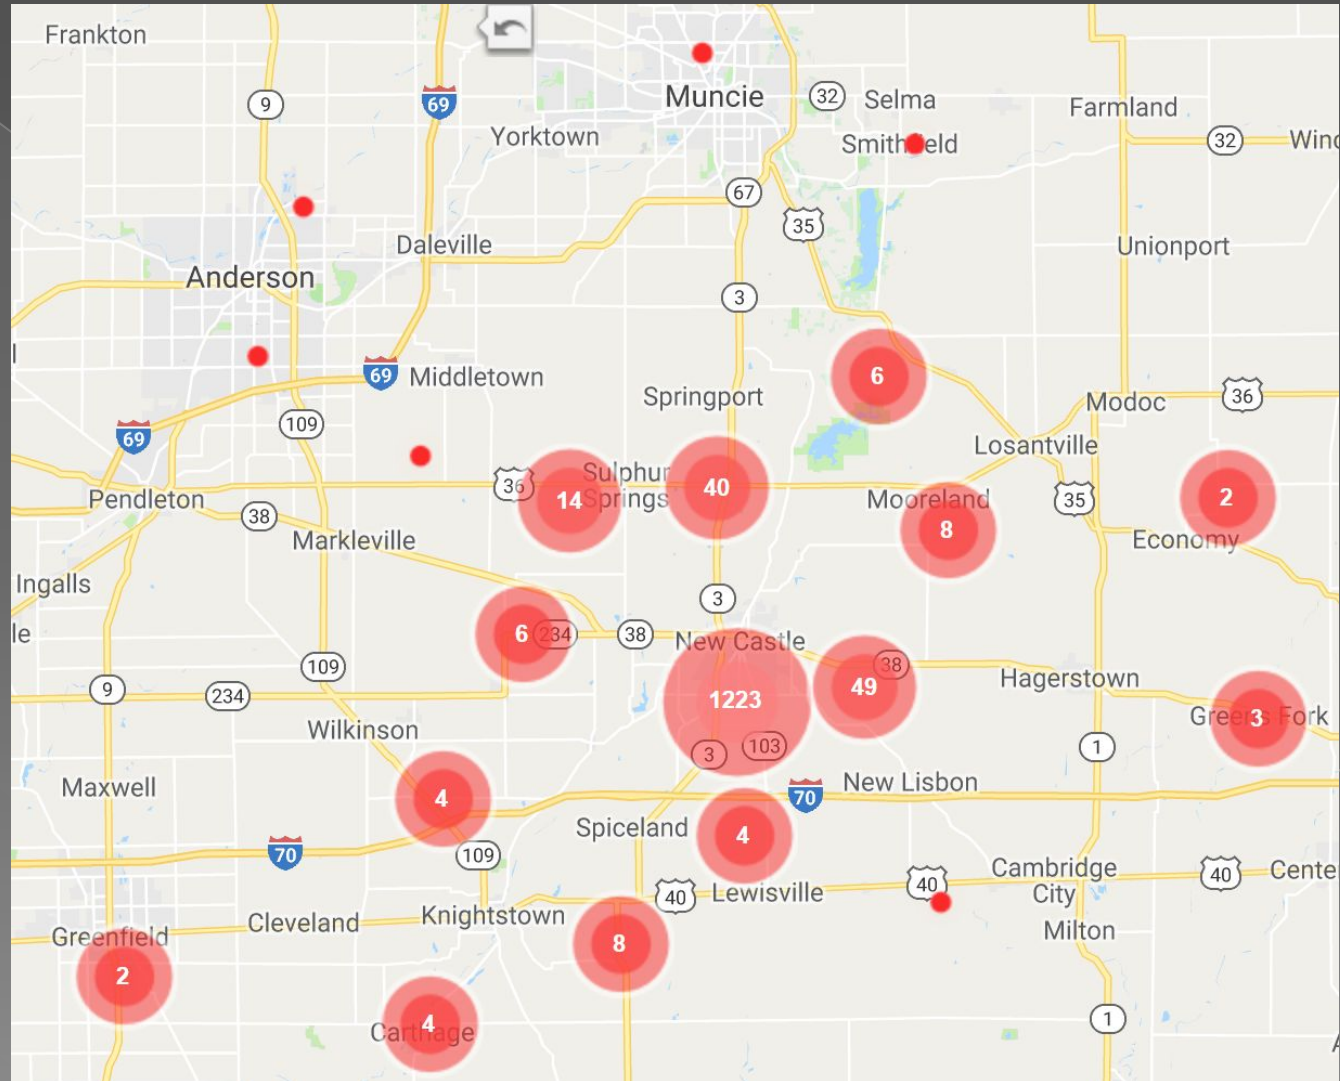 Frankton
9
69
Muncie
32
Selma
Farmland
Yorktown
Smithfield
32
67
35
Daleville
Unionport
Anderson
3
69
Middletown
6
Springport
Modoc
36
109
69
Losantville
Sulphur
Springs
36
14
40
Mooreland
35
2
Pendleton
38
8
Markleville
Economy
Ingalls
3
le
6
234
38
New Castle
38
109
Hagerstown
9
234
1223
49
Greens Fork
3
Wilkinson
3
103
1
Maxwell
4
70
New Lisbon
Spiceland
4
70
109
Cambridge
City
40
40
40
Lewisville
Knightstown
Cleveland
Greenfield
8
Milton
2
4
Carthage
1